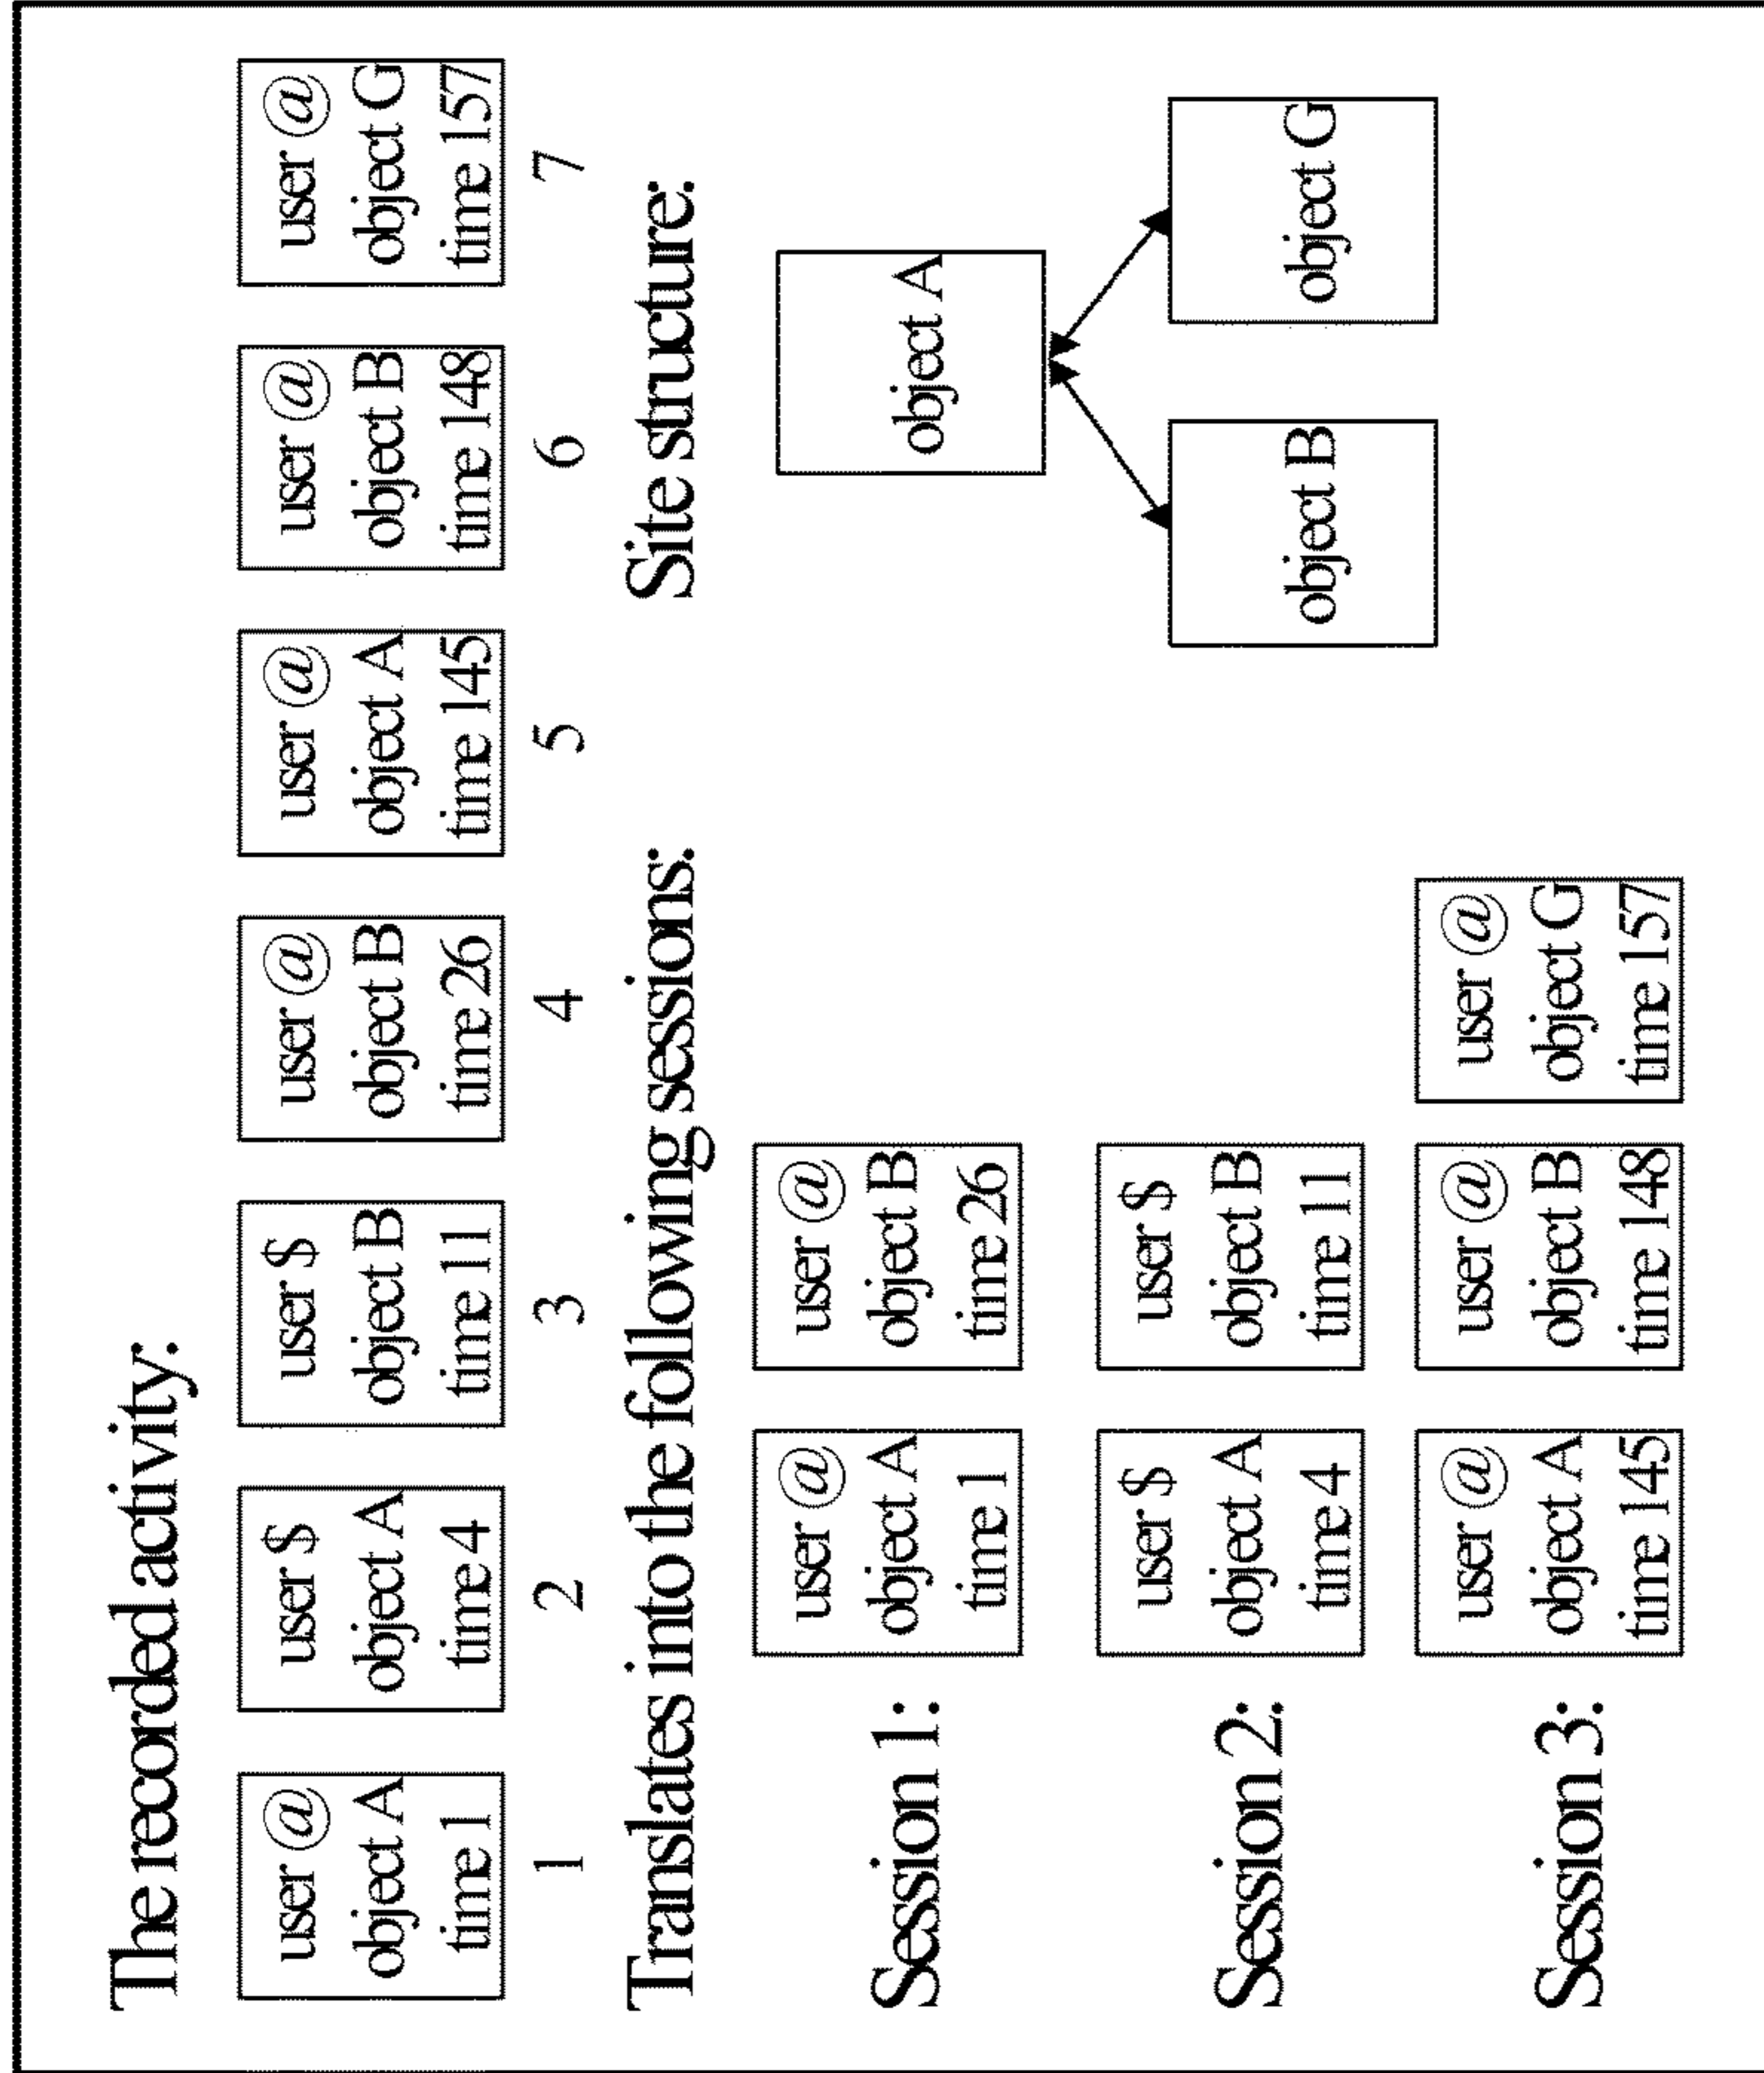 The recorded activity:
user @
object A
time 1
1
user $
object A
time 4
2
user $
object B
time 11
3
user @
object B
time 26
4
user @
object A
time 145
5
user @
object B
time 148
6
user @
object G
time 157
7
Translates into the following sessions:
Session 1:
user @
object A
time 1
user @
object B
time 26
Session 2:
user $
object A
time 4
user $
object B
time 11
Session 3:
user @
object A
time 145
user @
object B
time 148
user @
object G
time 157
Site structure:
object A
object B
object G